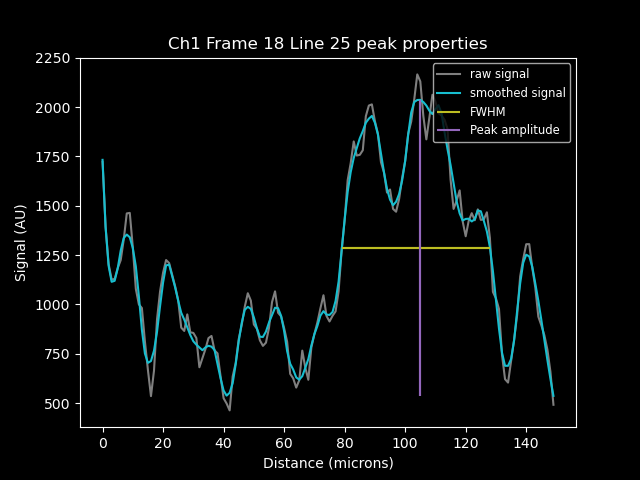 Ch1 Frame 18 Line 25 peak properties
raw signal
smoothed signal
FWHM
Peak amplitude
Signal (AU)
2250
2000
1750
1500
1250
1000
750
500
0 20 40 60 80 100 120 140
Distance (microns)